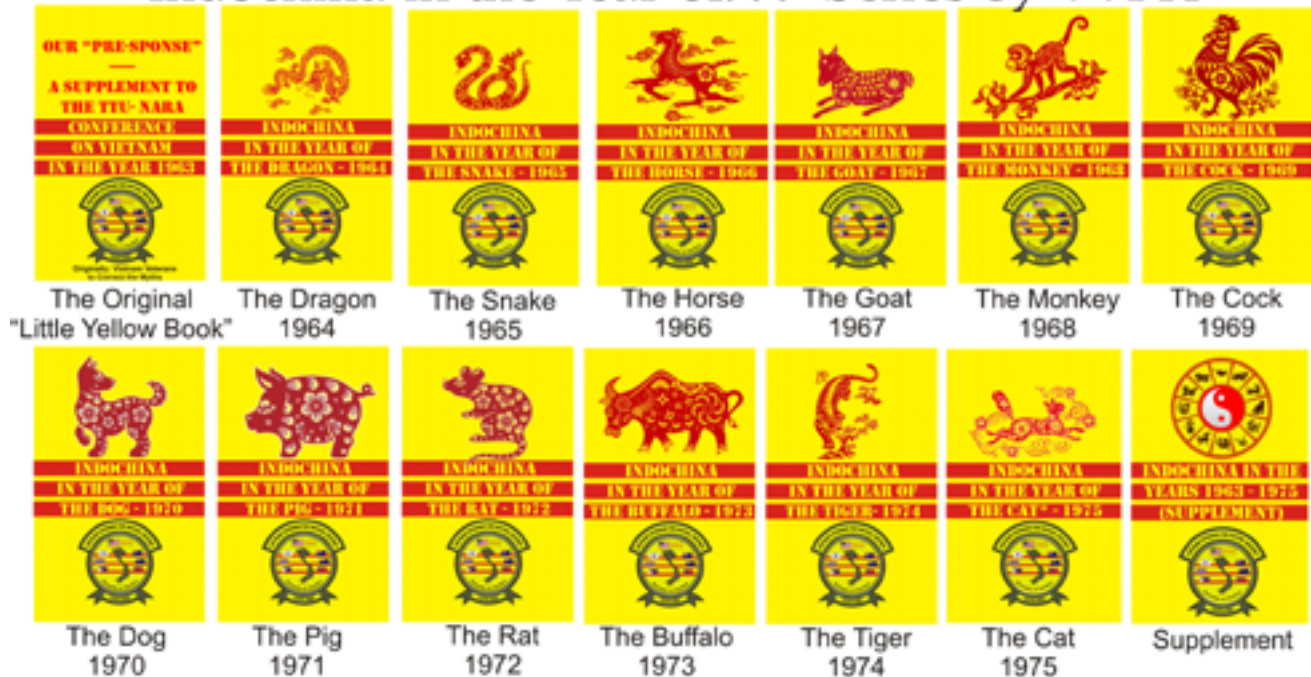 OUR "PRE-SPONSE"
A SUPPLEMENT TO
THE TTU- NARA
CONFERENCE
ON VIETNAM
IN THE YEAR 1963
Originally: Vietnam Veterans
to Correct the Myths
The Original
"Little Yellow Book"
INDOCHINA
IN THE YEAR OF
THE DRAGON - 1964
The Dragon
1964
INDOCHINA
IN THE YEAR OF
THE SNAKE - 1965
The Snake
1965
INDOCHINA
IN THE YEAR OF
THE HORSE - 1966
The Horse
1966
INDOCHINA
IN THE YEAR OF
THE GOAT - 1967
The Goat
1967
INDOCHINA
IN THE YEAR OF
THE MONKEY - 1968
The Monkey
1968
INDOCHINA
IN THE YEAR OF
THE COCK - 1969
The Cock
1969
INDOCHINA
IN THE YEAR OF
THE DOG - 1970
The Dog
1970
INDOCHINA
IN THE YEAR OF
THE PIG - 1971
The Pig
1971
INDOCHINA
IN THE YEAR OF
THE RAT - 1972
The Rat
1972
INDOCHINA
IN THE YEAR OF
THE BUFFALO - 1973
The Buffalo
1973
INDOCHINA
IN THE YEAR OF
THE TIGER- 1974
The Tiger
1974
INDOCHINA
IN THE YEAR OF
THE CAT* - 1975
The Cat
1975
INDOCHINA IN THE
YEARS 1963 - 1975
(SUPPLEMENT)
Supplement